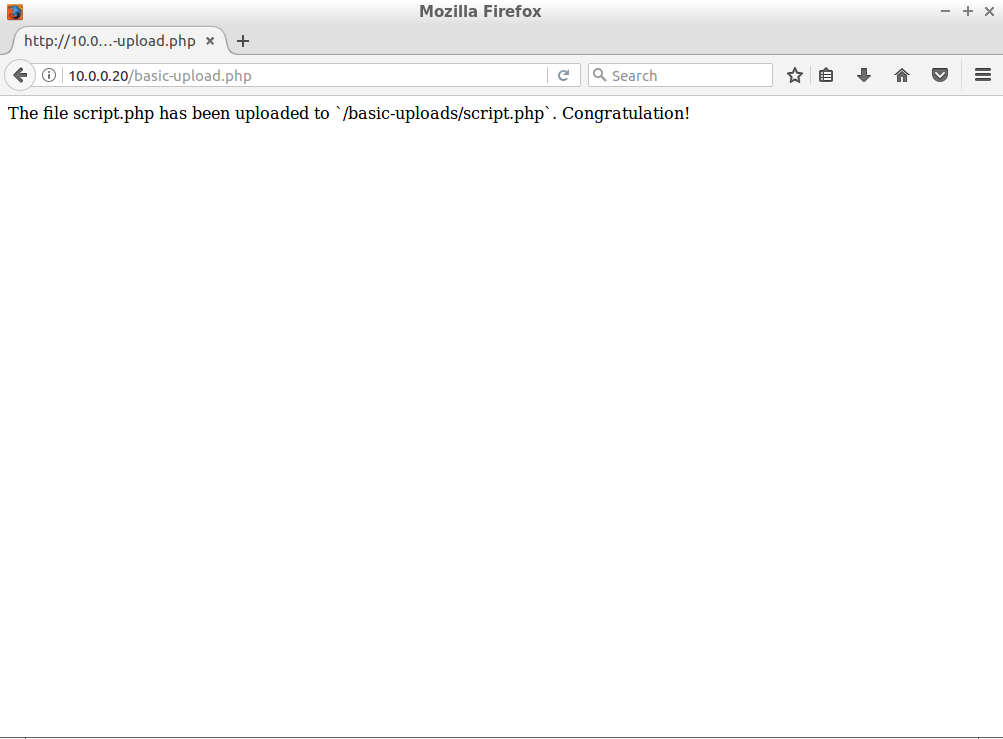 Mozilla Firefox
http://10.0...-upload.php
10.0.0.20/basic-upload.php
Search
The file script.php has been uploaded to `/basic-uploads/script.php`. Congratulation!